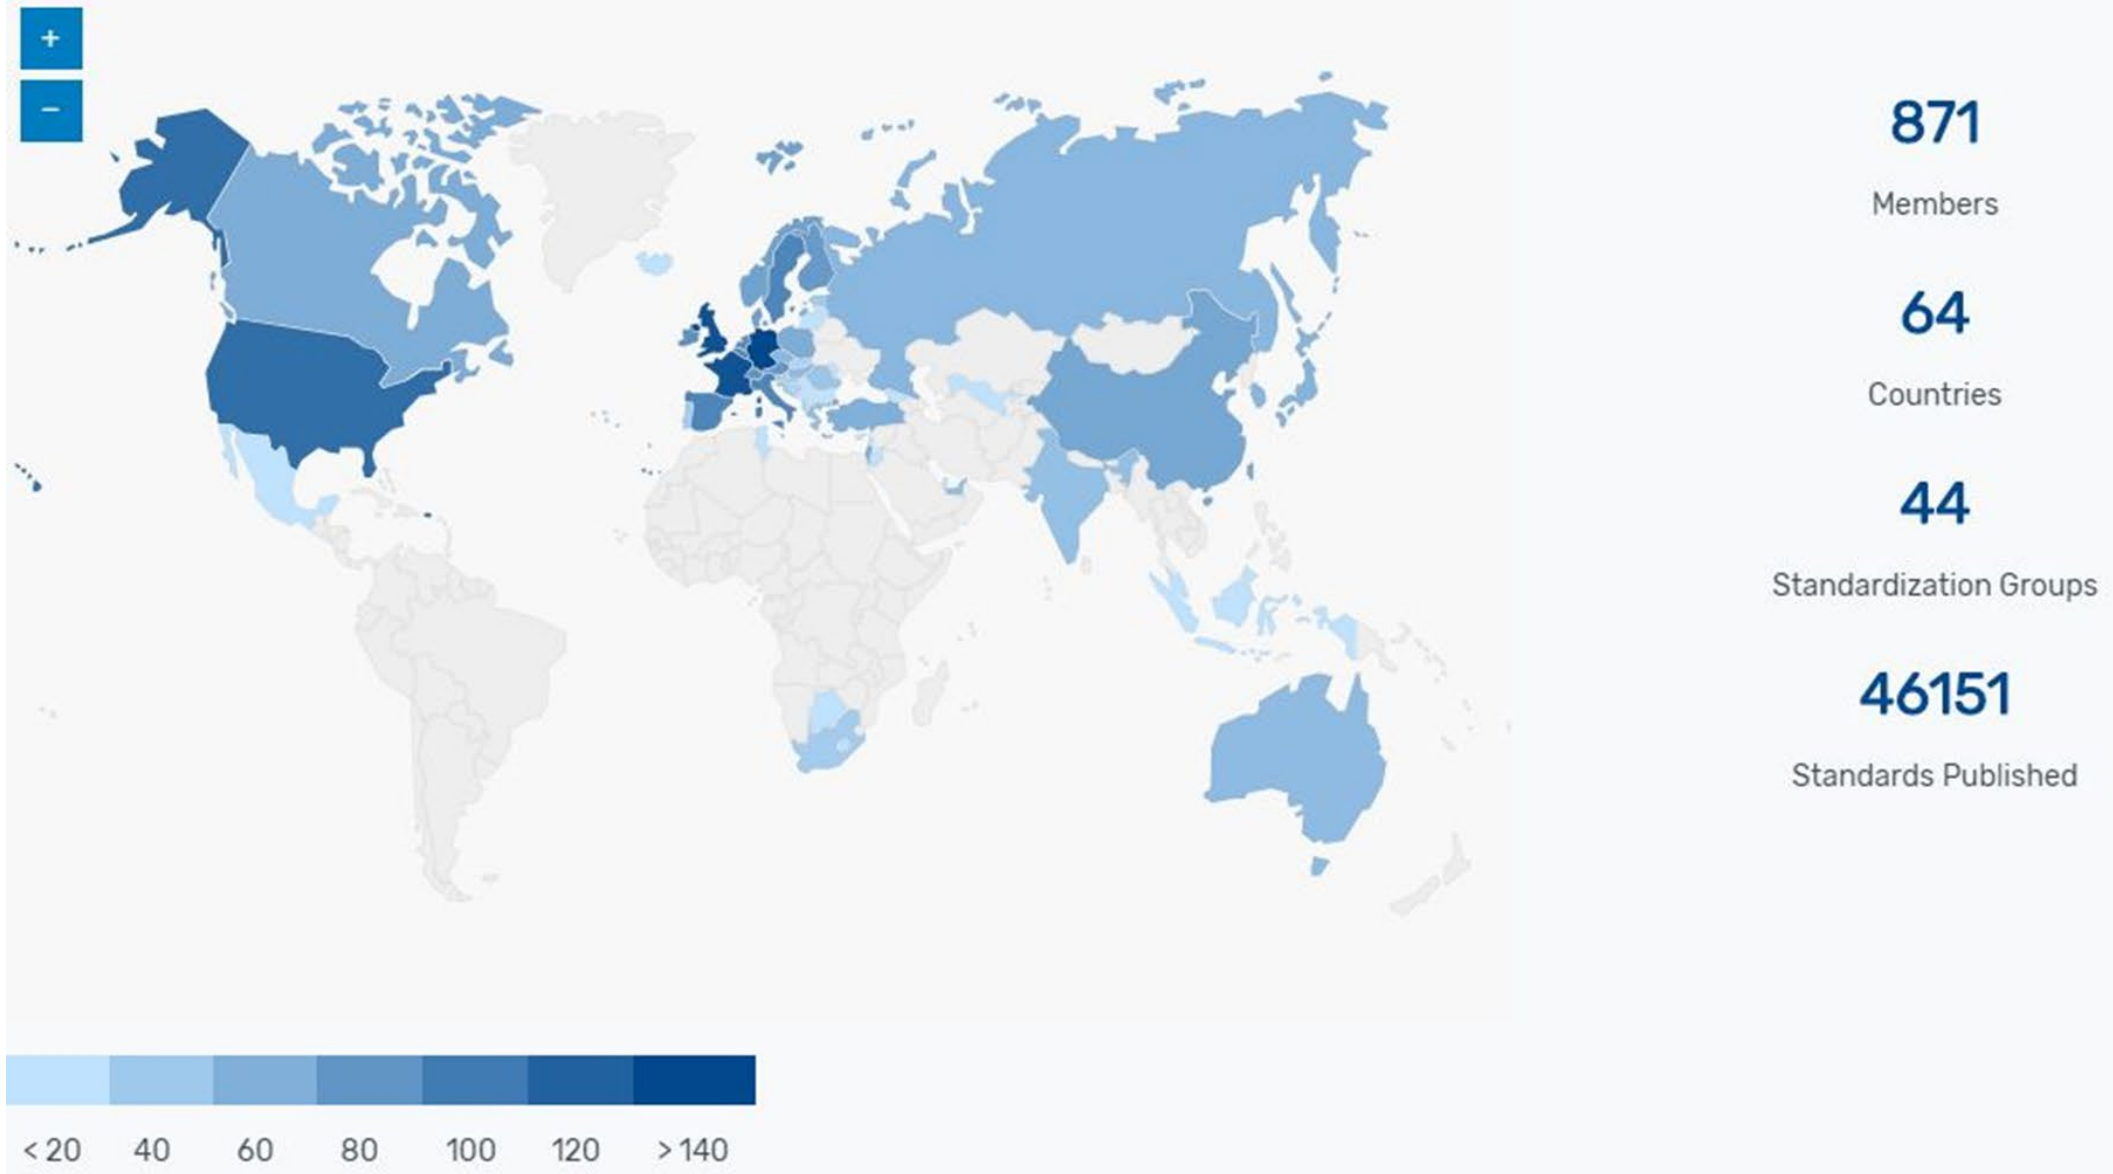 +
−
871
Members
64
Countries
44
Standardization Groups
46151
Standards Published
< 20 40 60 80 100 120 > 140